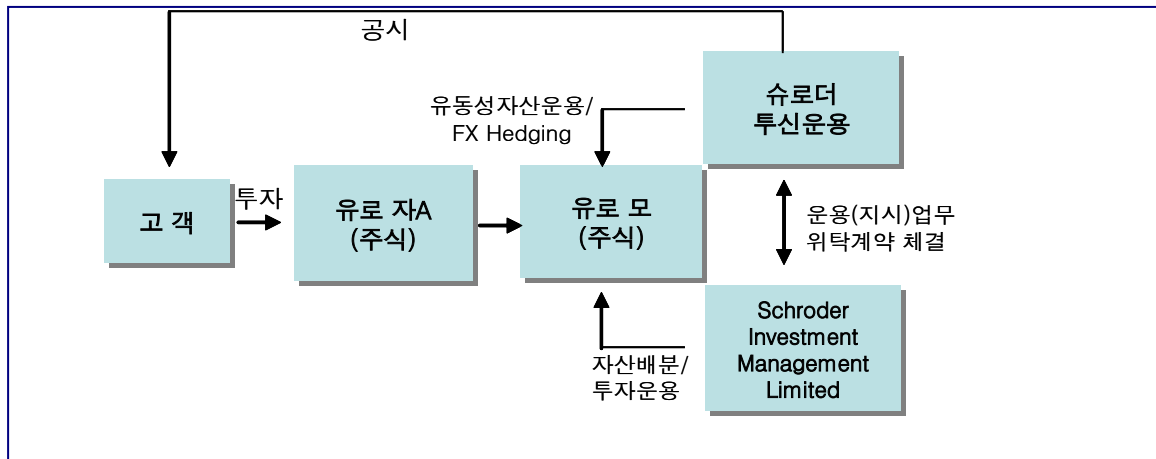 공시
슈로더
투신운용
유동성자산운용/
FX Hedging
고 객
투자
유로 자A
(주식)
유로 모
(주식)
운용(지시)업무
위탁계약 체결
Schroder
Investment
Management
Limited
자산배분/
투자운용